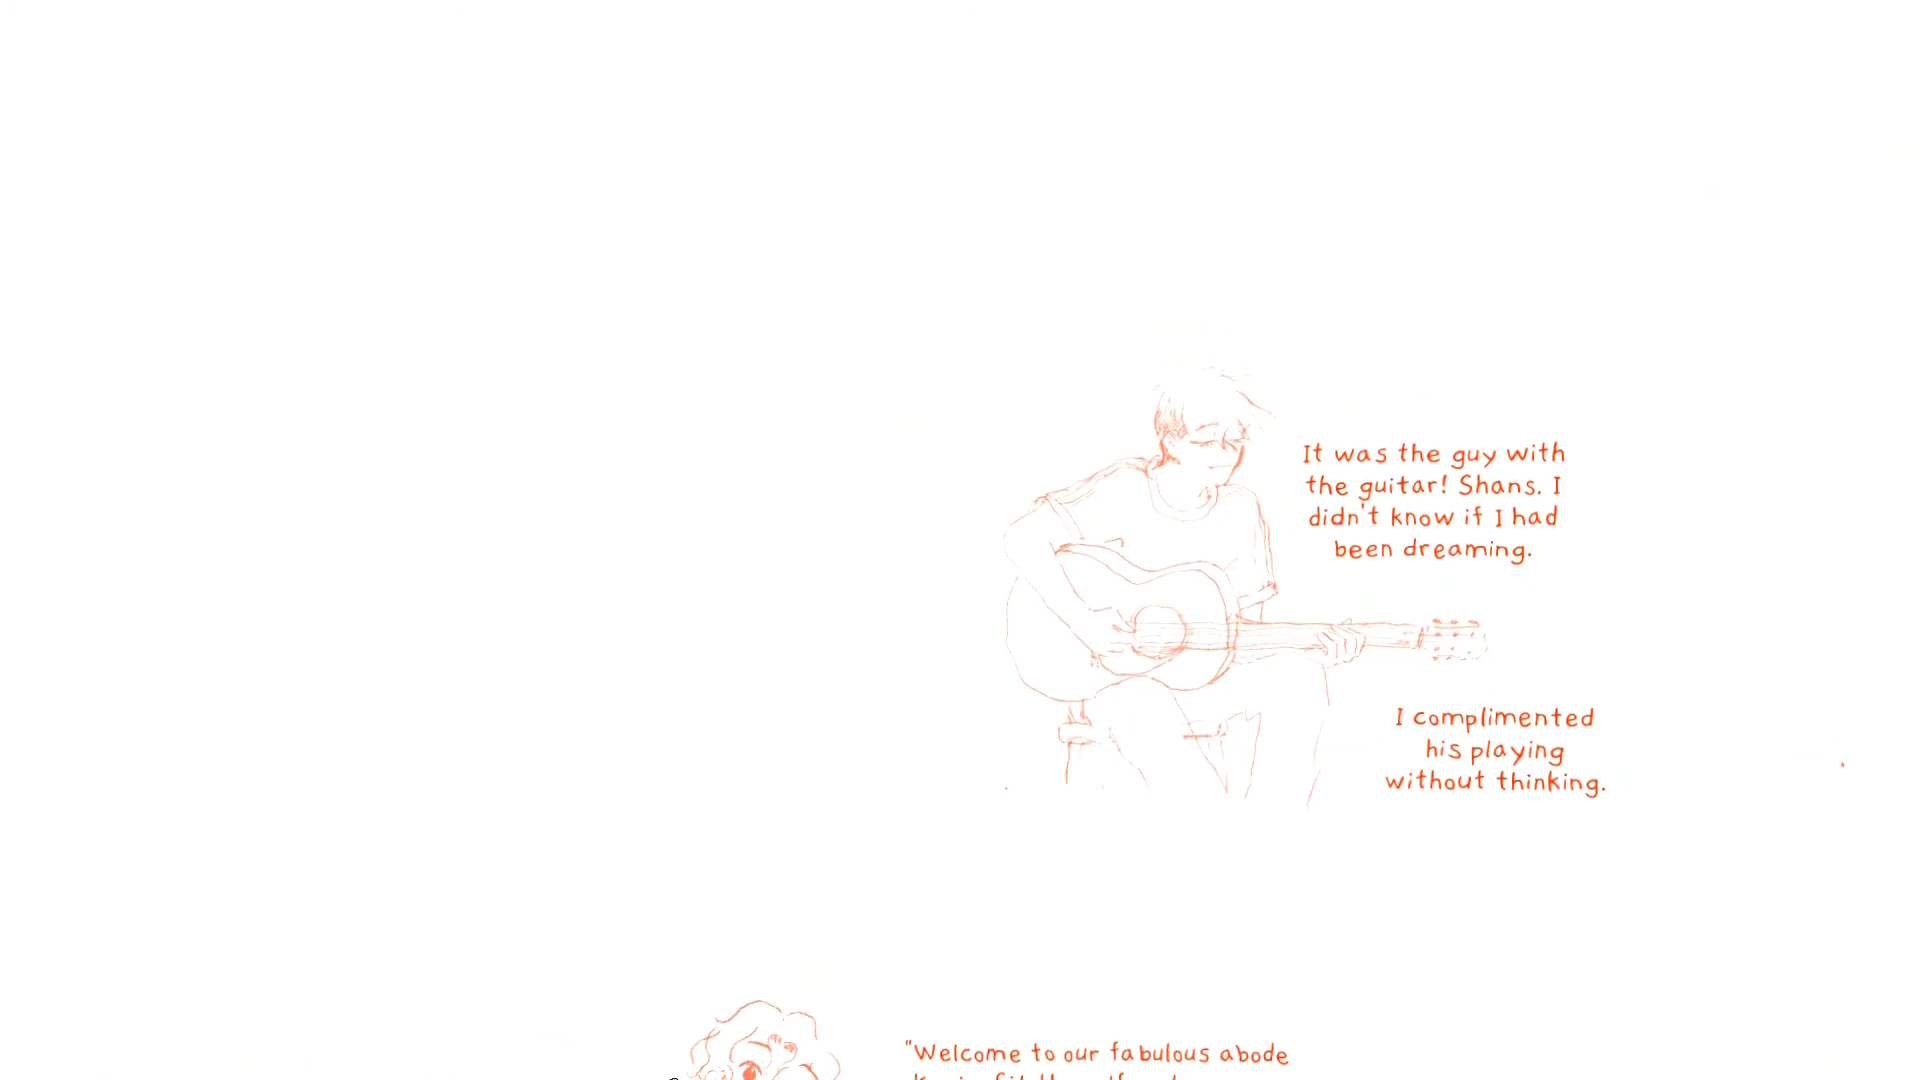 It was the guy with
the guitar! Shans. I
didn't know if I had
been dreaming.
I complimented
his playing
without thinking.
"Welcome to our fabulous abode